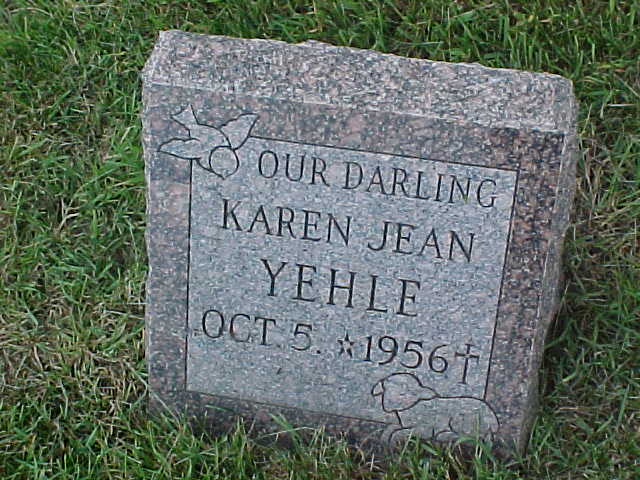 OUR DARLING
KAREN JEAN
YEHLE
OCT. 5. ☆1956✝